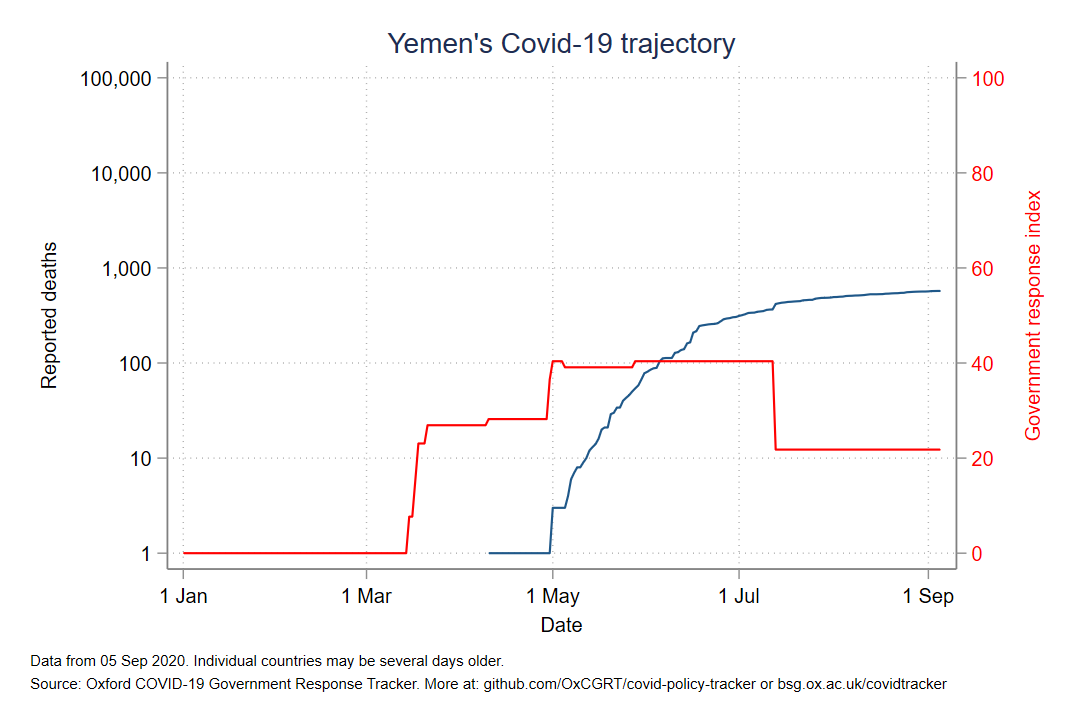 Yemen's Covid-19 trajectory
100,000
10,000
1,000
100
10
1
Reported deaths
100
80
60
40
20
0
Government response index
1 Jan
1 Mar
1 May
1 Jul
1 Sep
Date
Data from 05 Sep 2020. Individual countries may be several days older.
Source: Oxford COVID-19 Government Response Tracker. More at: github.com/OxCGRT/covid-policy-tracker or bsg.ox.ac.uk/covidtracker